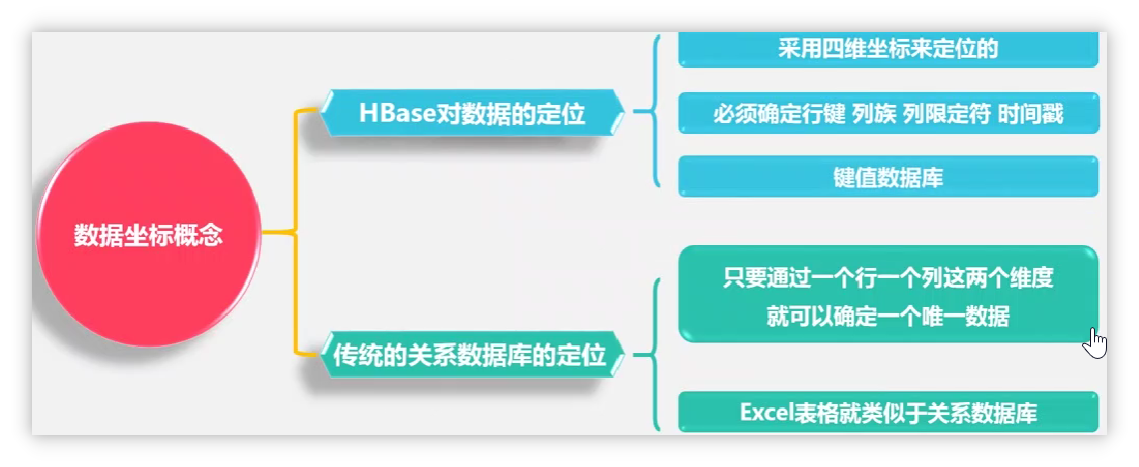 数据坐标概念
HBase对数据的定位
采用四维坐标来定位的
必须确定行键 列族 列限定符 时间戳
键值数据库
传统的关系数据库的定位
只要通过一个行一个列这两个维度
就可以确定一个唯一数据
Excel表格就类似于关系数据库